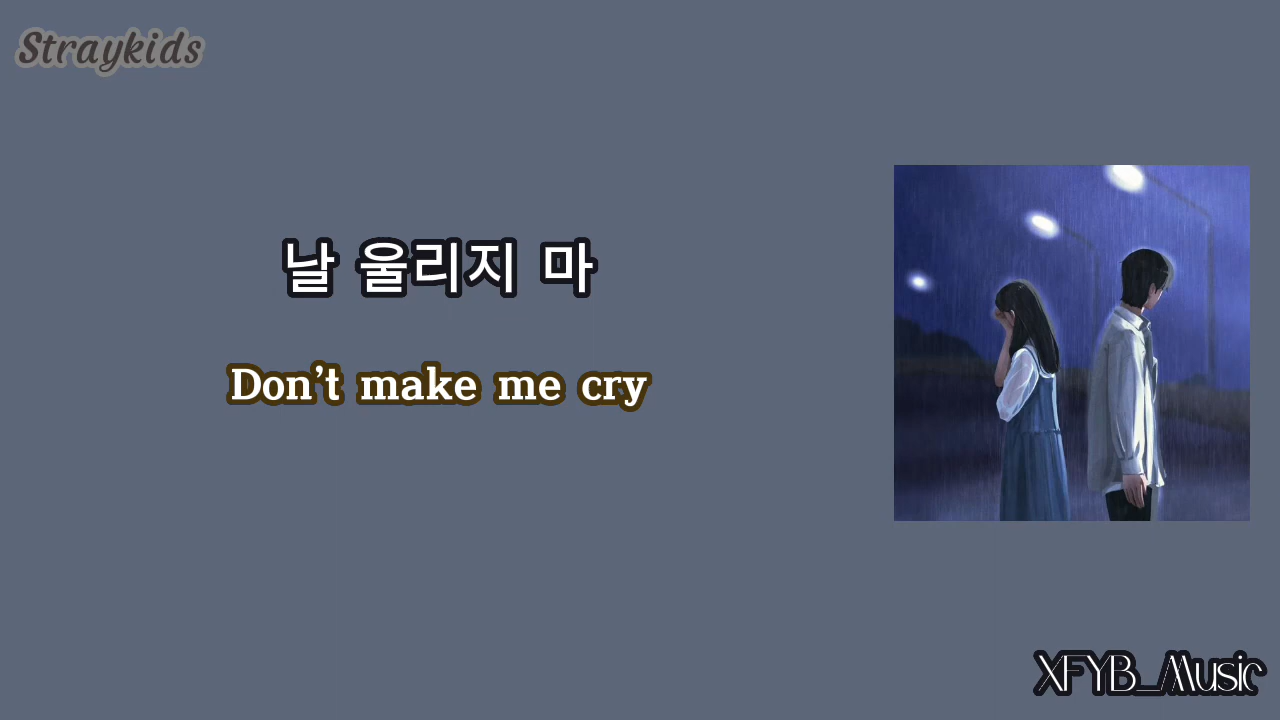 Straykids
날 울리지 마
Don't make me cry
XFYB_Music